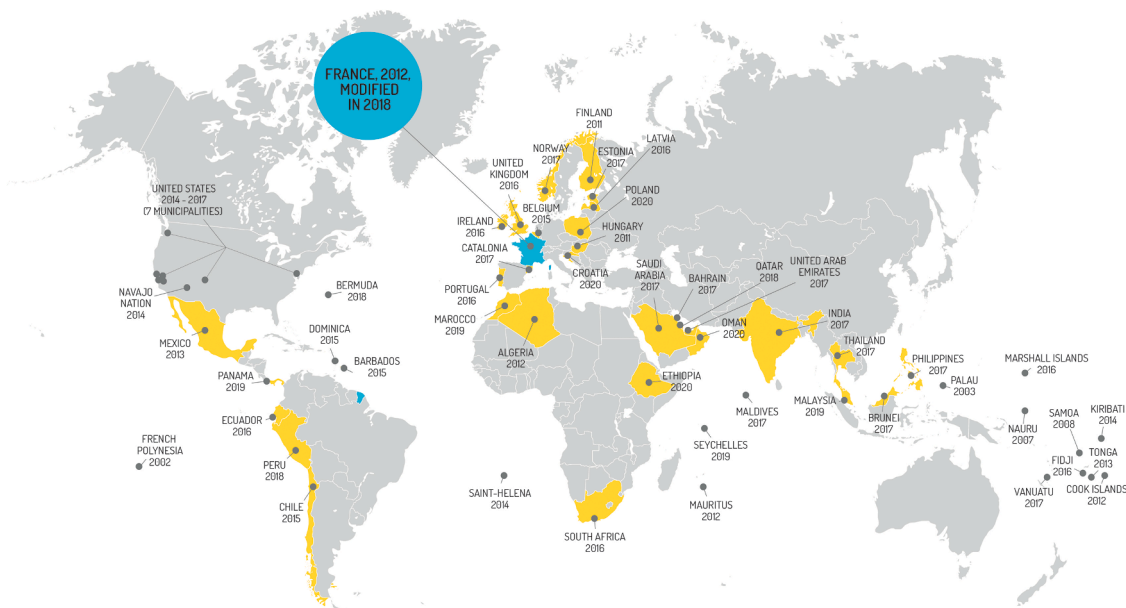 FRANCE, 2012,
MODIFIED
IN 2018
FINLAND
2011
LATVIA
2016
NORWAY
2017
ESTONIA
2017
UNITED
KINGDOM
2016
POLAND
2020
UNITED STATES
2014 - 2017
(7 MUNICIPALITIES)
BELGIUM
2015
IRELAND
2016
HUNGARY
2011
CATALONIA
2017
CROATIA
2020
SAUDI
ARABIA
2017
BAHRAIN
2017
QATAR
2018
UNITED ARAB
EMIRATES
2017
NAVAJO
NATION
2014
BERMUDA
2018
PORTUGAL
2016
MAROCCO
2019
OMAN
2020
INDIA
2017
MEXICO
2013
DOMINICA
2015
BARBADOS
2015
ALGERIA
2012
THAILAND
2017
PHILIPPINES
2017
MARSHALL ISLANDS
2016
PANAMA
2019
ETHIOPIA
2020
PALAU
2003
MALDIVES
2017
MALAYSIA
2019
BRUNEI
2017
ECUADOR
2016
NAURU
2007
SAMOA
2008
KIRIBATI
2014
FRENCH
POLYNESIA
2002
SEYCHELLES
2019
TONGA
2013
FIDJI
2016
PERU
2018
CHILE
2015
SAINT-HELENA
2014
MAURITUS
2012
VANUATU
2017
COOK ISLANDS
2012
SOUTH AFRICA
2016